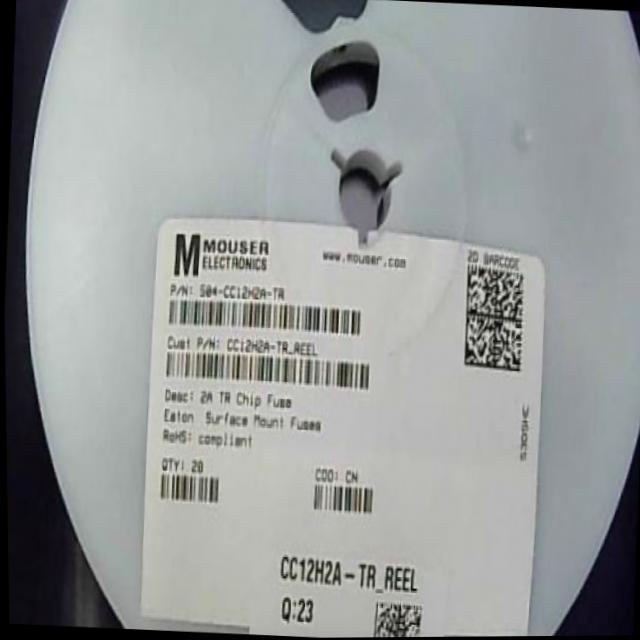 M MOUSER ELECTRONICS
www.mouser.com
2D BARCODE
P/N: 504-CC12H2A-TR
Cust P/N: CC12H2A-TR_REEL
Desc: 2A TR Chip Fuse
Eaton Surface Mount Fuses
RoHS: compliant
QTY: 20
COO: CN
CC12H2A-TR_REEL
Q:23